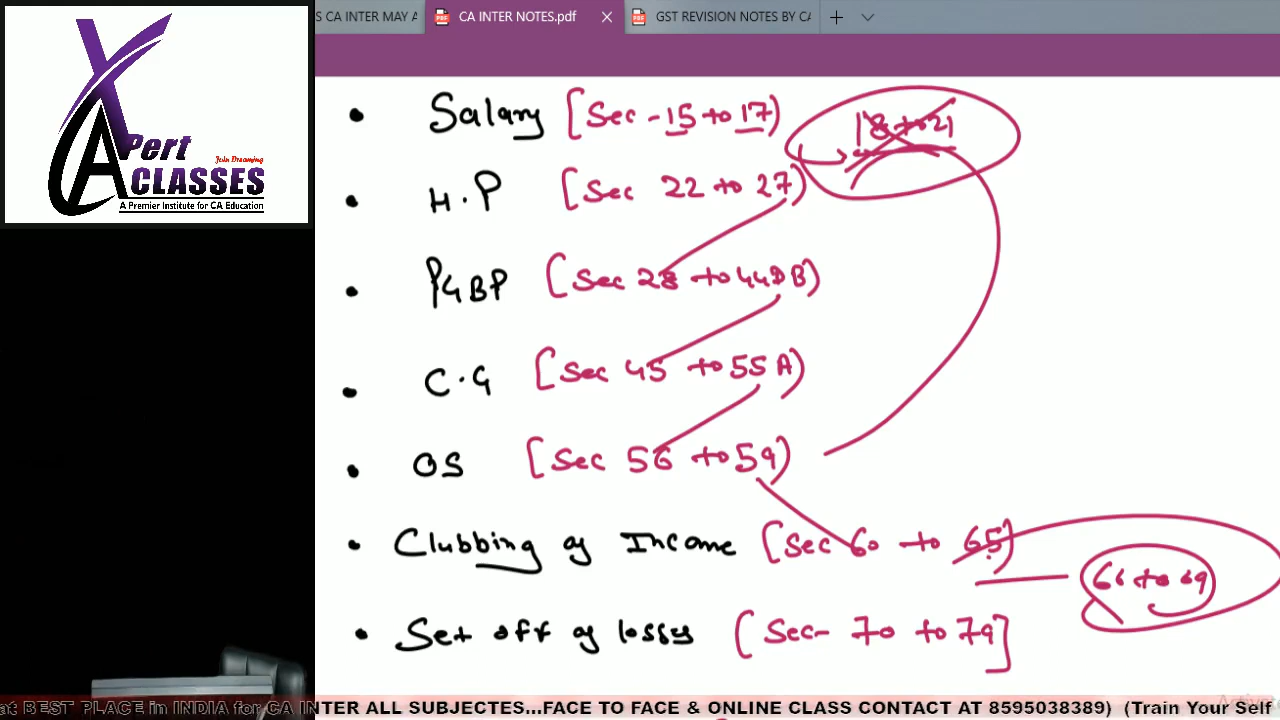 S CA INTER MAY A
CA INTER NOTES.pdf
GST REVISION NOTES BY CA
XPert
Join Dreaming
CLASSES
A Premier Institute for CA Education
• Salary [Sec - 15 to 17) 18 to 21
• H.P [Sec 22 to 27)
• PGBP [Sec 28 to 44DB)
• C.G [Sec 45 to 55A)
• OS [Sec 56 to 59)
• Clubbing of Income [Sec 60 to 65)
66 to 69
• Set off of losses [Sec- 70 to 79]
at BEST PLACE in INDIA for CA INTER ALL SUBJECTES...FACE TO FACE & ONLINE CLASS CONTACT AT 8595038389) (Train Your Self